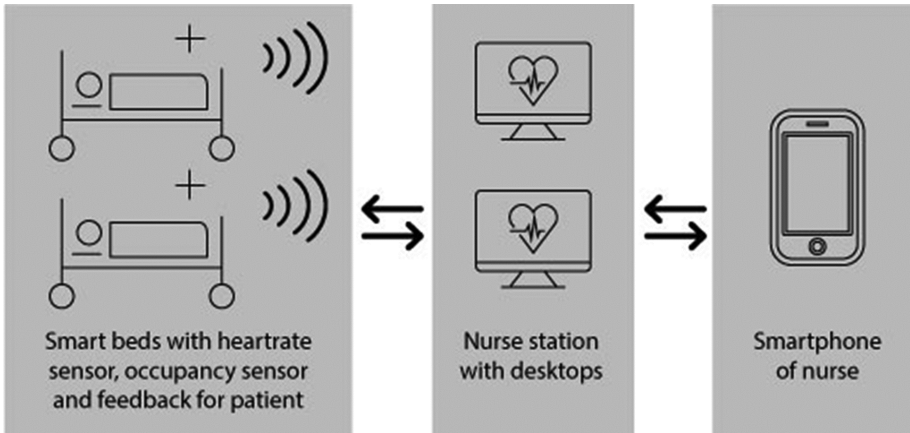 Smart beds with heartrate
sensor, occupancy sensor
and feedback for patient
Nurse station
with desktops
Smartphone
of nurse